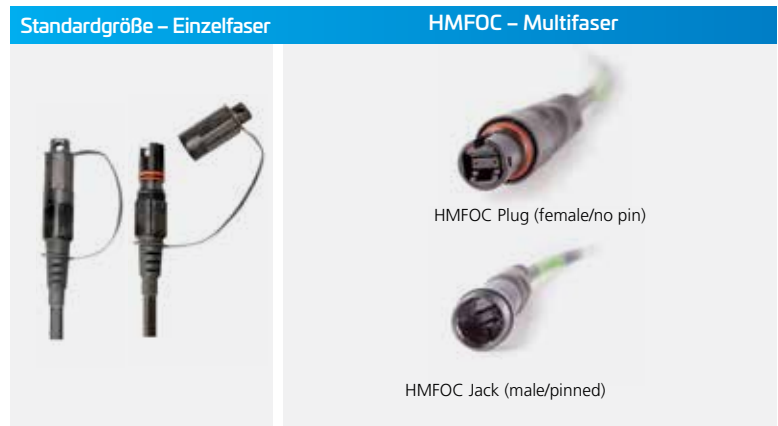 Standardgröße – Einzelfaser
HMFOC – Multifaser
HMFOC Plug (female/no pin)
HMFOC Jack (male/pinned)